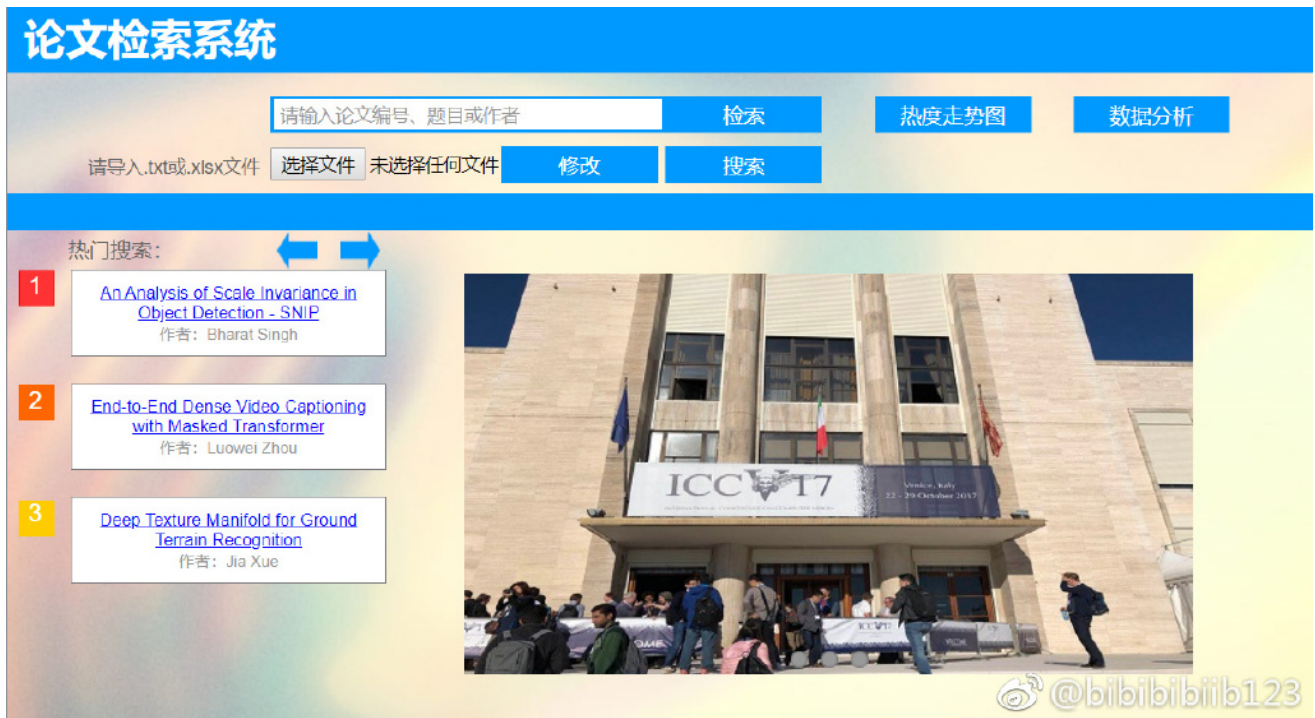 论文检索系统
请输入论文编号、题目或作者
检索
热度走势图
数据分析
请导入.txt或.xlsx文件
选择文件 未选择任何文件
修改
搜索
热门搜索:
1
An Analysis of Scale Invariance in
Object Detection - SNIP
作者: Bharat Singh
2
End-to-End Dense Video Captioning
with Masked Transformer
作者: Luowei Zhou
3
Deep Texture Manifold for Ground
Terrain Recognition
作者: Jia Xue
ICCV17
Venice, Italy
22 - 29 October 2017
ICCV17
@bibibibiib123